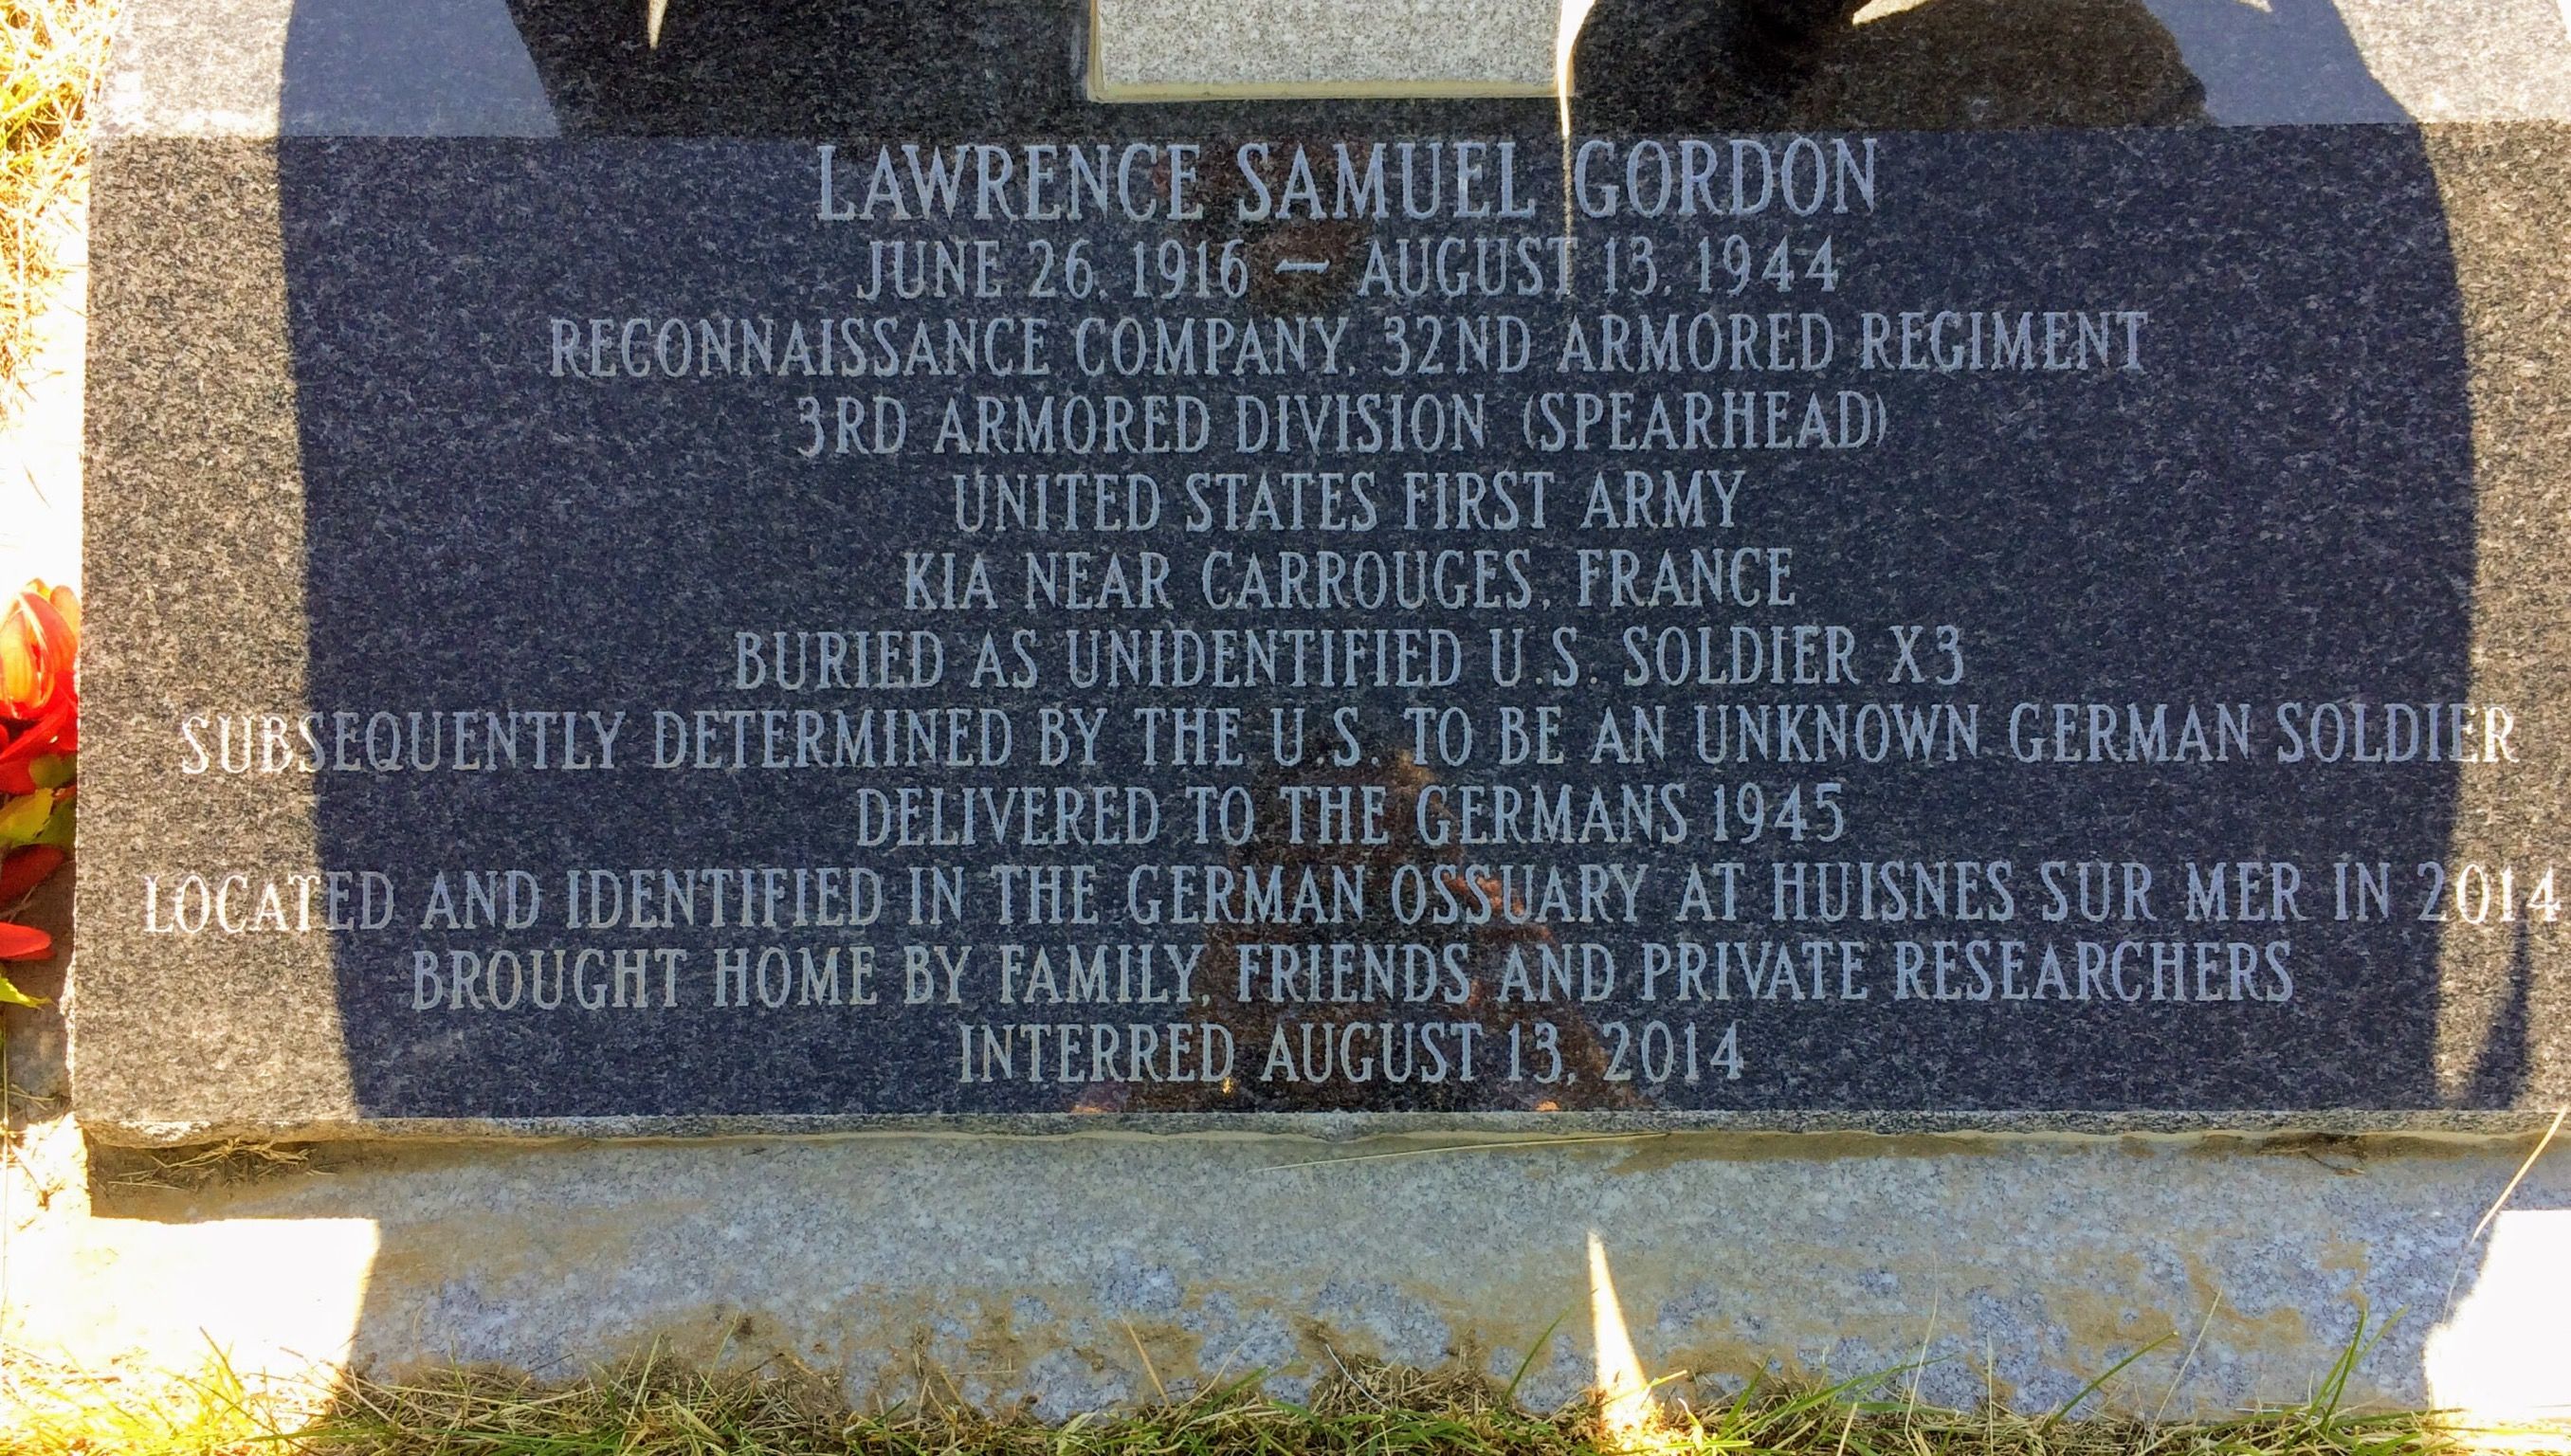 LAWRENCE SAMUEL GORDON
JUNE 26, 1916 — AUGUST 13, 1944
RECONNAISSANCE COMPANY, 32ND ARMORED REGIMENT
3RD ARMORED DIVISION (SPEARHEAD)
UNITED STATES FIRST ARMY
KIA NEAR CARROUGES, FRANCE
BURIED AS UNIDENTIFIED U.S. SOLDIER X3
SUBSEQUENTLY DETERMINED BY THE U.S. TO BE AN UNKNOWN GERMAN SOLDIER
DELIVERED TO THE GERMANS 1945
LOCATED AND IDENTIFIED IN THE GERMAN OSSUARY AT HUISNES SUR MER IN 2014
BROUGHT HOME BY FAMILY, FRIENDS AND PRIVATE RESEARCHERS
INTERRED AUGUST 13, 2014